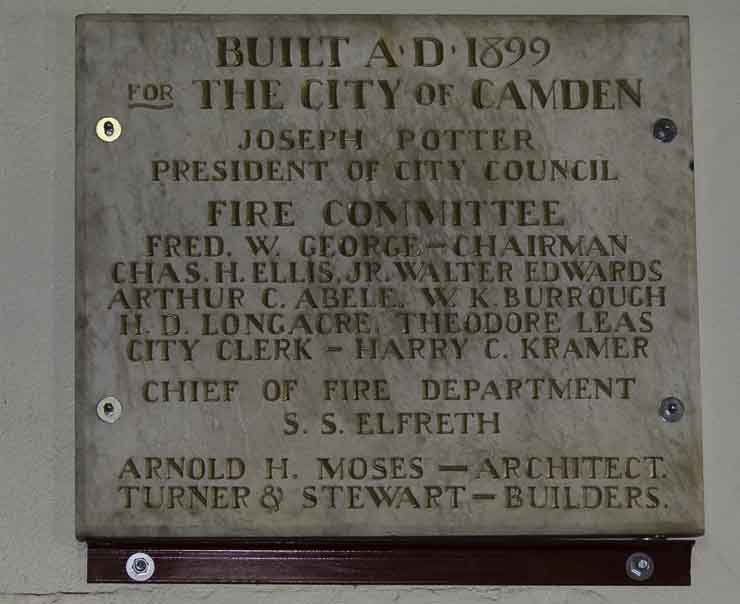 BUILT A·D·1899
FOR THE CITY OF CAMDEN
JOSEPH POTTER
PRESIDENT OF CITY COUNCIL
FIRE COMMITTEE
FRED. W. GEORGE—CHAIRMAN
CHAS. H. ELLIS, JR. WALTER EDWARDS
ARTHUR C. ABELE. W. K. BURROUGH
H. D. LONGACRE. THEODORE LEAS
CITY CLERK — HARRY C. KRAMER
CHIEF OF FIRE DEPARTMENT
S. S. ELFRETH
ARNOLD H. MOSES — ARCHITECT.
TURNER & STEWART — BUILDERS.